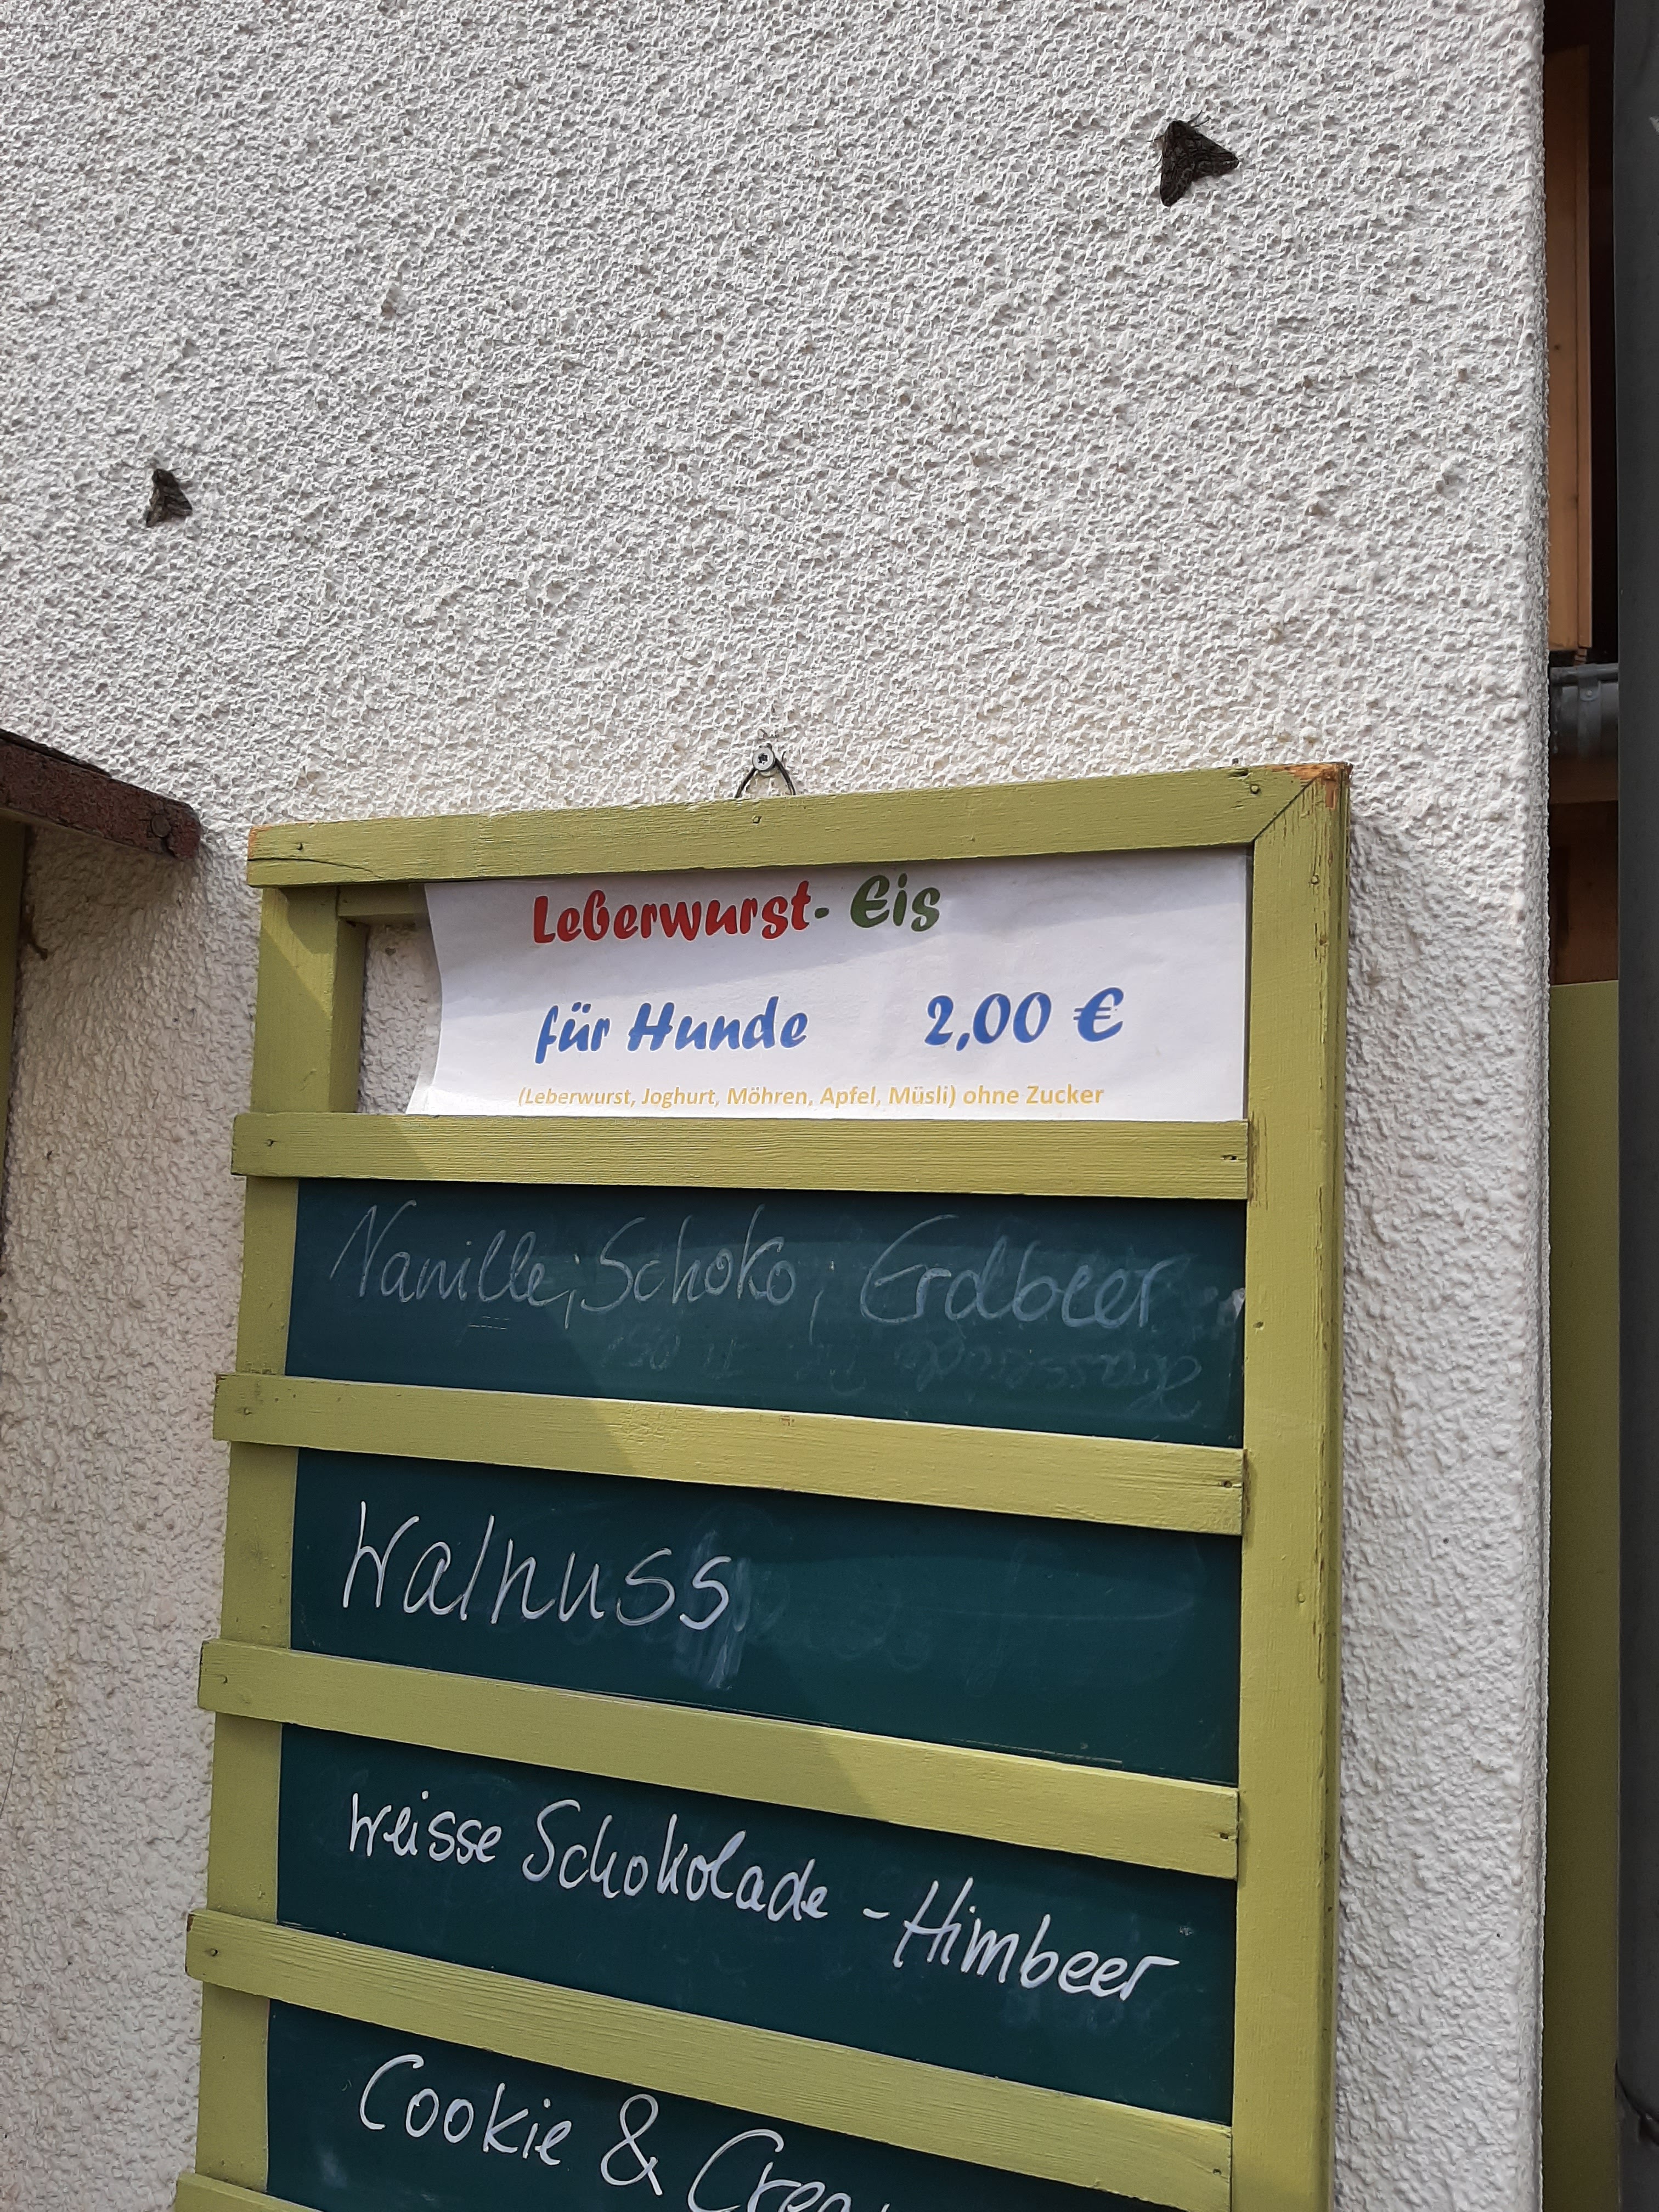 Leberwurst- Eis
für Hunde 2,00 €
(Leberwurst, Joghurt, Möhren, Apfel, Müsli) ohne Zucker
Vanille, Schoko, Erdbeer
Walnuss
weisse Schokolade - Himbeer
Cookie &